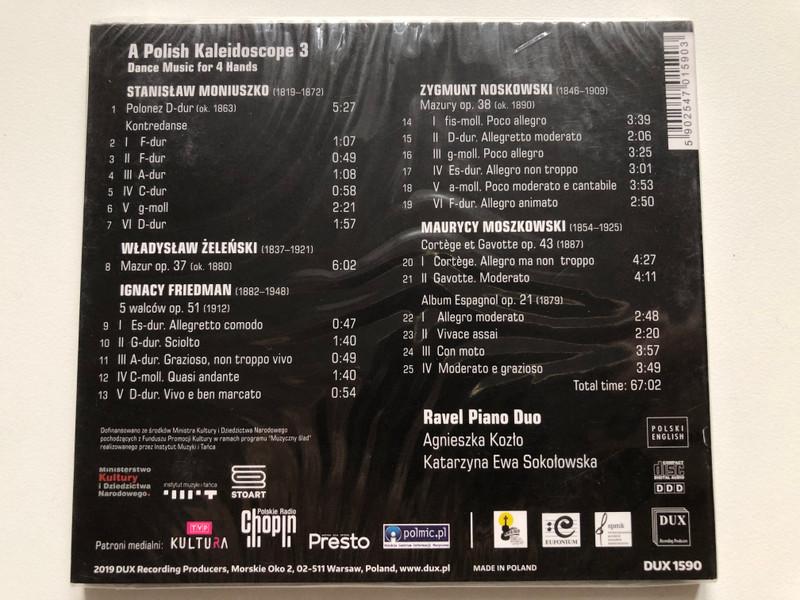 A Polish Kaleidoscope 3
Dance Music for 4 Hands
STANISŁAW MONIUSZKO (1819–1872)
1 Polonez D-dur (ok. 1863) 5:27
Kontredanse
2 I F-dur 1:07
3 II F-dur 0:49
4 III A-dur 1:08
5 IV C-dur 0:58
6 V g-moll 2:21
7 VI D-dur 1:57
WŁADYSŁAW ŻELEŃSKI (1837–1921)
8 Mazur op. 37 (ok. 1880) 6:02
IGNACY FRIEDMAN (1882–1948)
5 walców op. 51 (1912)
9 I Es-dur. Allegretto comodo 0:47
10 II G-dur. Sciolto 1:40
11 III A-dur. Grazioso, non troppo vivo 0:49
12 IV C-moll. Quasi andante 1:40
13 V D-dur. Vivo e ben marcato 0:54
ZYGMUNT NOSKOWSKI (1846–1909)
Mazury op. 38 (ok. 1890)
14 I fis-moll. Poco allegro 3:39
15 II D-dur. Allegretto moderato 2:06
16 III g-moll. Poco allegro 3:25
17 IV Es-dur. Allegro non troppo 3:01
18 V a-moll. Poco moderato e cantabile 3:53
19 VI F-dur. Allegro animato 2:50
MAURYCY MOSZKOWSKI (1854–1925)
Cortège et Gavotte op. 43 (1887)
20 I Cortège. Allegro ma non troppo 4:27
21 II Gavotte. Moderato 4:11
Album Espagnol op. 21 (1879)
22 I Allegro moderato 2:48
23 II Vivace assai 2:20
24 III Con moto 3:57
25 IV Moderato e grazioso 3:49
Total time: 67:02
Ravel Piano Duo
Agnieszka Kozło
Katarzyna Ewa Sokołowska
5 902547 015903
POLSKI
ENGLISH
COMPACT
disc
DIGITAL AUDIO
DDD
Dofinansowano ze środków Ministra Kultury i Dziedzictwa Narodowego
pochodzących z Funduszu Promocji Kultury w ramach programu "Muzyczny ślad"
realizowanego przez Instytut Muzyki i Tańca
Ministerstwo
Kultury
i Dziedzictwa
Narodowego.
instytut muzyki i tańca
STOART
Patroni medialni:
TVP
KULTURA
Polskie Radio
Chopin
Presto
polmic.pl
EUFONIUM
spmik
DUX
Recording Producers
2019 DUX Recording Producers, Morskie Oko 2, 02-511 Warsaw, Poland, www.dux.pl
MADE IN POLAND
DUX 1590